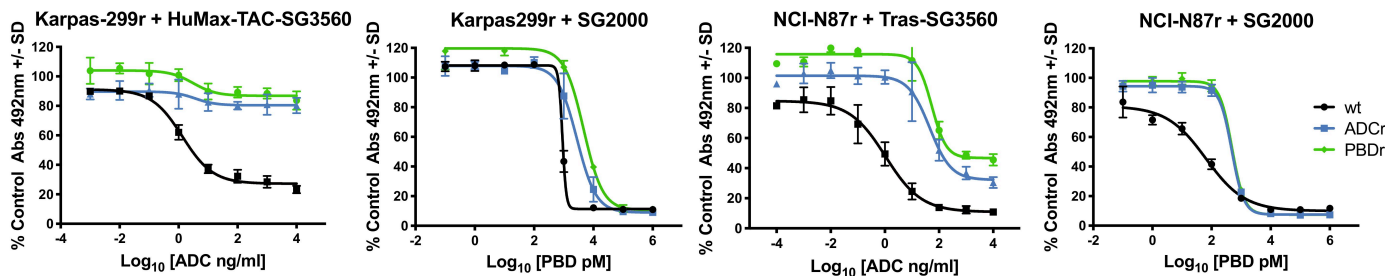 Karpas-299r + HuMax-TAC-SG3560
% Control Abs 492nm +/- SD
120
100
80
60
40
20
0
-4 -2 0 2 4
Log10 [ADC ng/ml]
Karpas299r + SG2000
% Control Abs 492nm +/- SD
120
100
80
60
40
20
0
0 2 4 6
Log10 [PBD pM]
NCI-N87r + Tras-SG3560
% Control Abs 492nm +/- SD
120
100
80
60
40
20
0
-4 -2 0 2 4
Log10 [ADC ng/ml]
NCI-N87r + SG2000
% Control Abs 492nm +/- SD
120
100
80
60
40
20
0
-2 0 2 4 6
Log10 [PBD pM]
wt
ADCr
PBDr